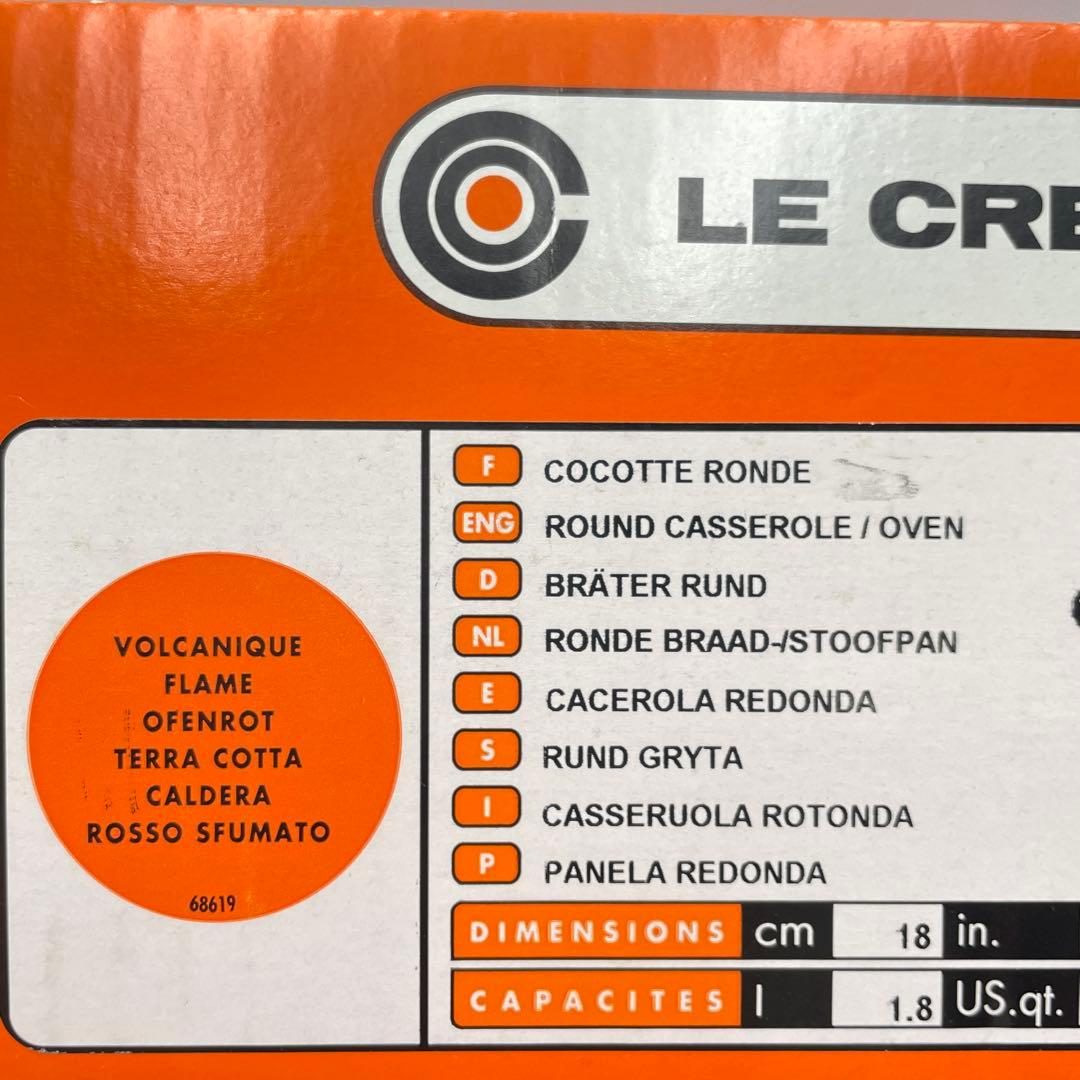 LE CRE
VOLCANIQUE
FLAME
OFENROT
TERRA COTTA
CALDERA
ROSSO SFUMATO
68619
F COCOTTE RONDE
ENG ROUND CASSEROLE / OVEN
D BRÄTER RUND
NL RONDE BRAAD-/STOOFPAN
E CACEROLA REDONDA
S RUND GRYTA
I CASSERUOLA ROTONDA
P PANELA REDONDA
DIMENSIONS cm 18 in.
CAPACITES l 1.8 US.qt.